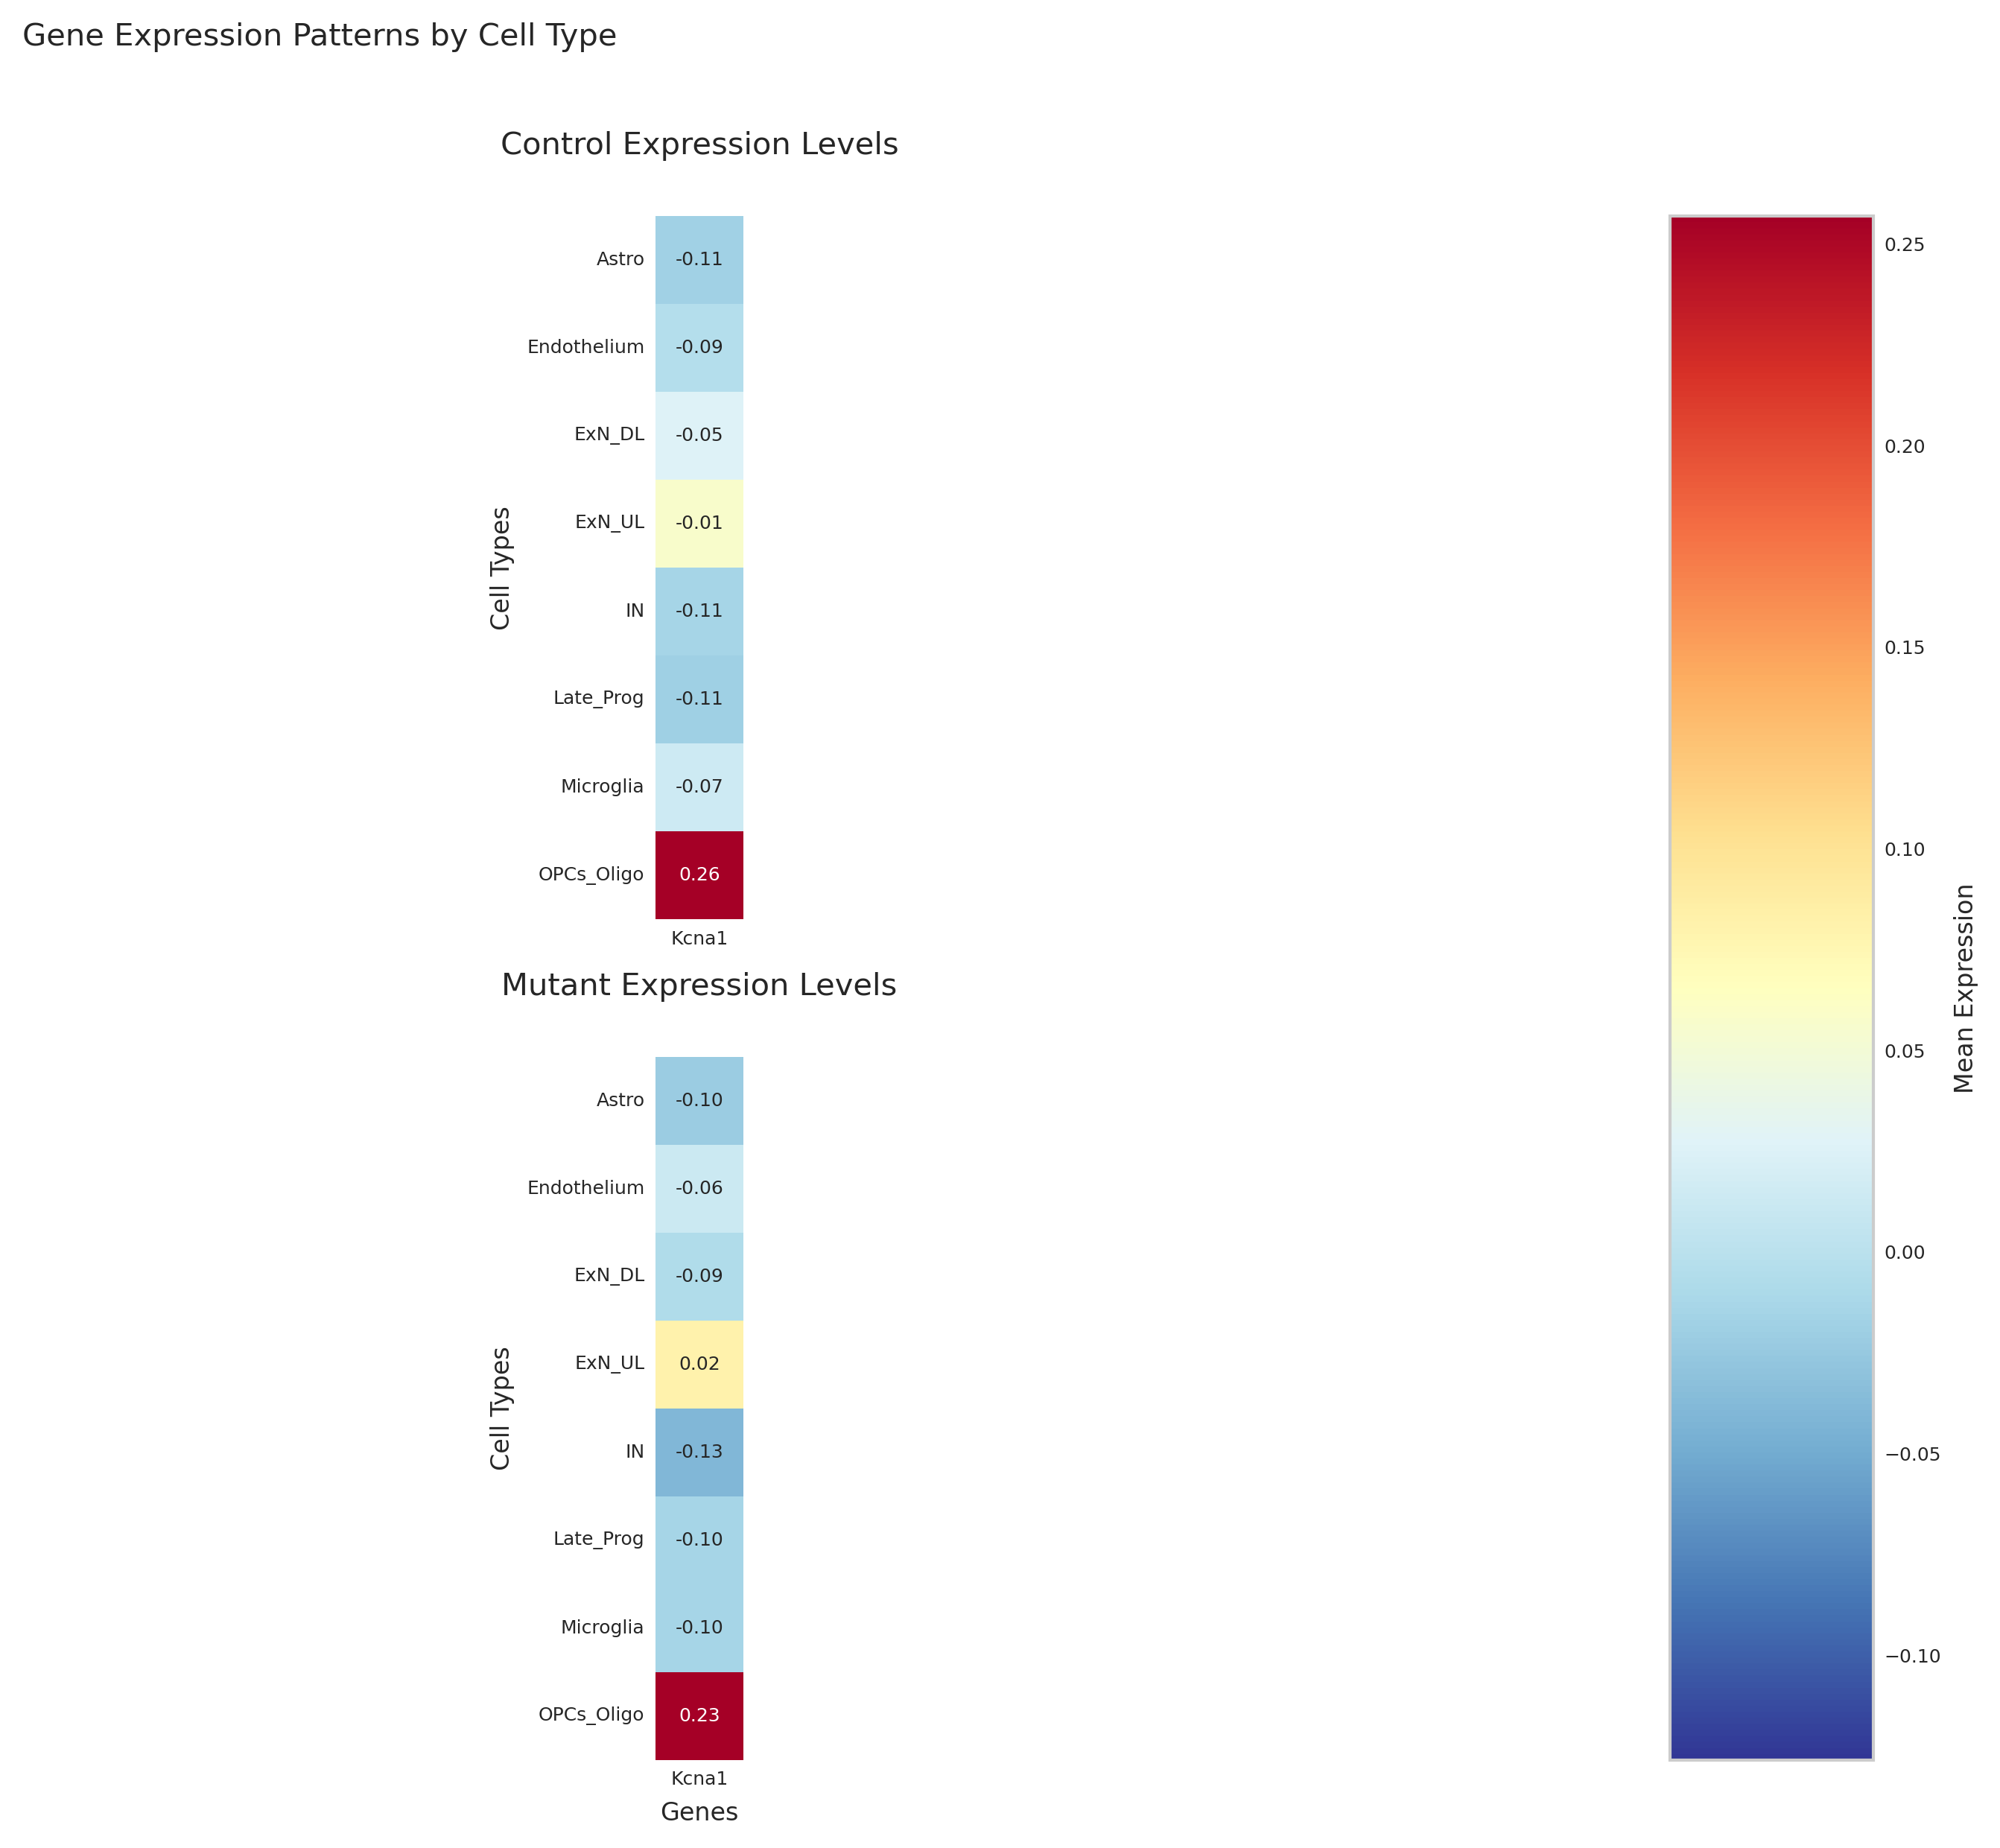 Gene Expression Patterns by Cell Type
Control Expression Levels
Cell Types
Astro -0.11
Endothelium -0.09
ExN_DL -0.05
ExN_UL -0.01
IN -0.11
Late_Prog -0.11
Microglia -0.07
OPCs_Oligo 0.26
Kcna1
Mutant Expression Levels
Cell Types
Astro -0.10
Endothelium -0.06
ExN_DL -0.09
ExN_UL 0.02
IN -0.13
Late_Prog -0.10
Microglia -0.10
OPCs_Oligo 0.23
Kcna1
Genes
0.25
0.20
0.15
0.10
0.05
0.00
−0.05
−0.10
Mean Expression